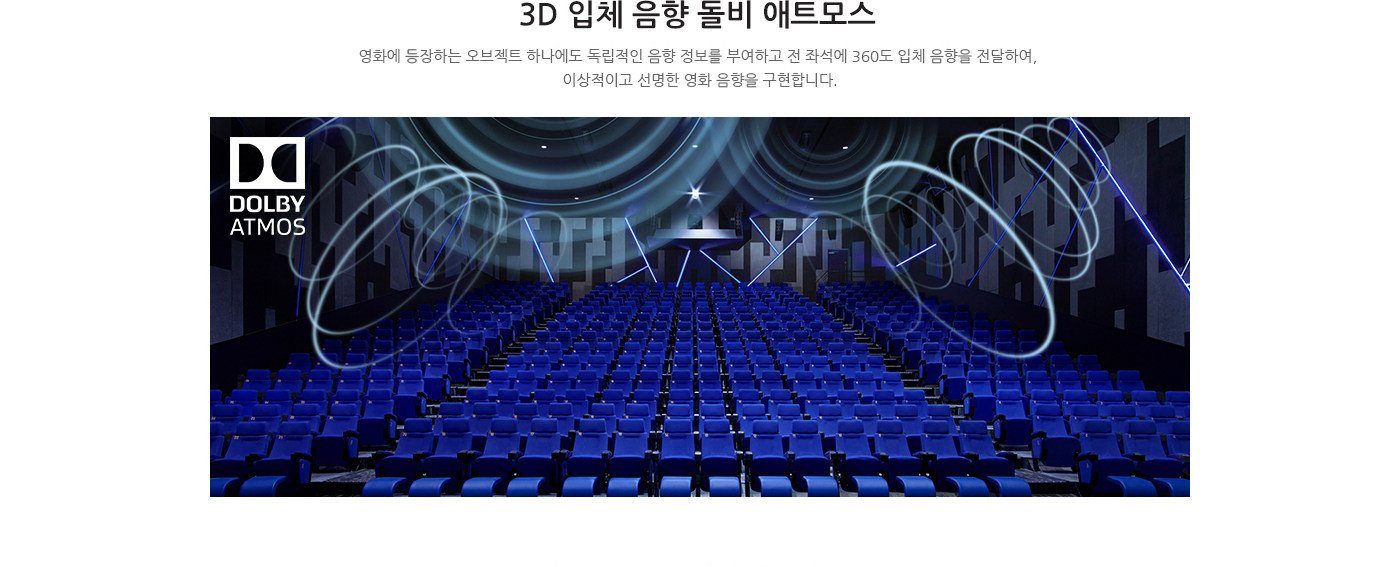 3D 입체 음향 돌비 애트모스
영화에 등장하는 오브젝트 하나에도 독립적인 음향 정보를 부여하고 전 좌석에 360도 입체 음향을 전달하여,
이상적이고 선명한 영화 음향을 구현합니다.
DOLBY
ATMOS